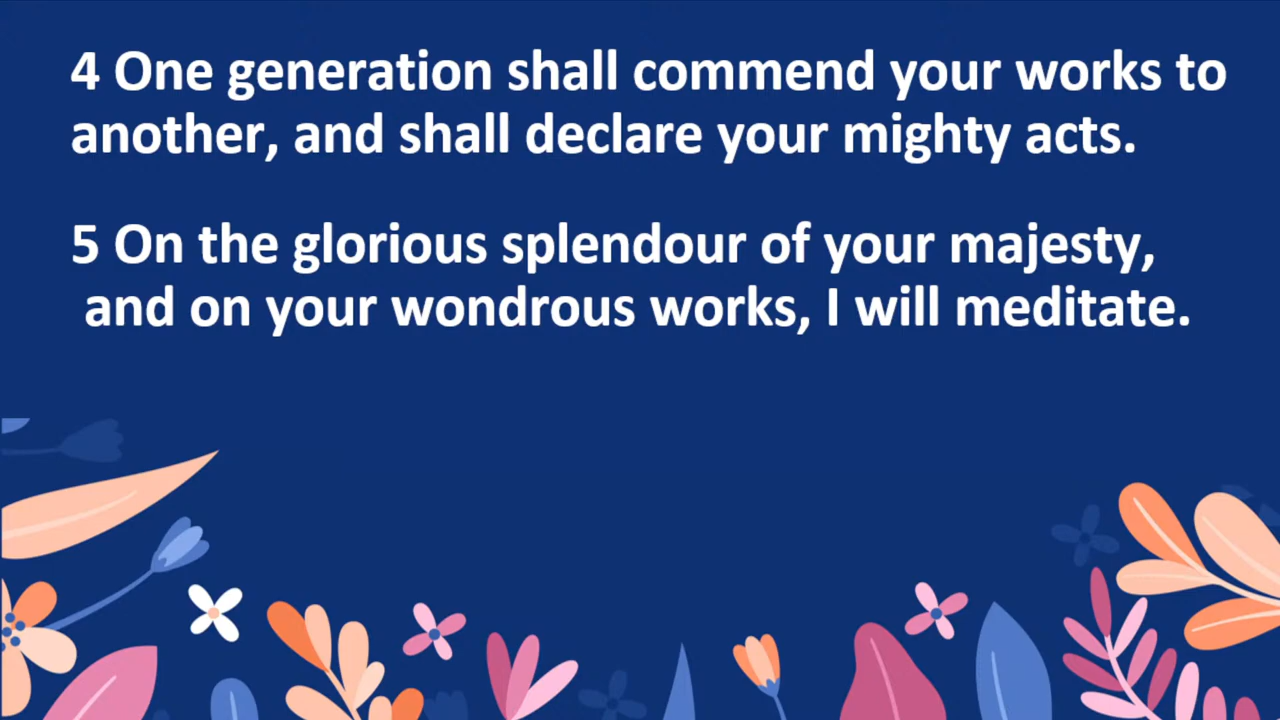 4 One generation shall commend your works to
another, and shall declare your mighty acts.
5 On the glorious splendour of your majesty,
and on your wondrous works, I will meditate.